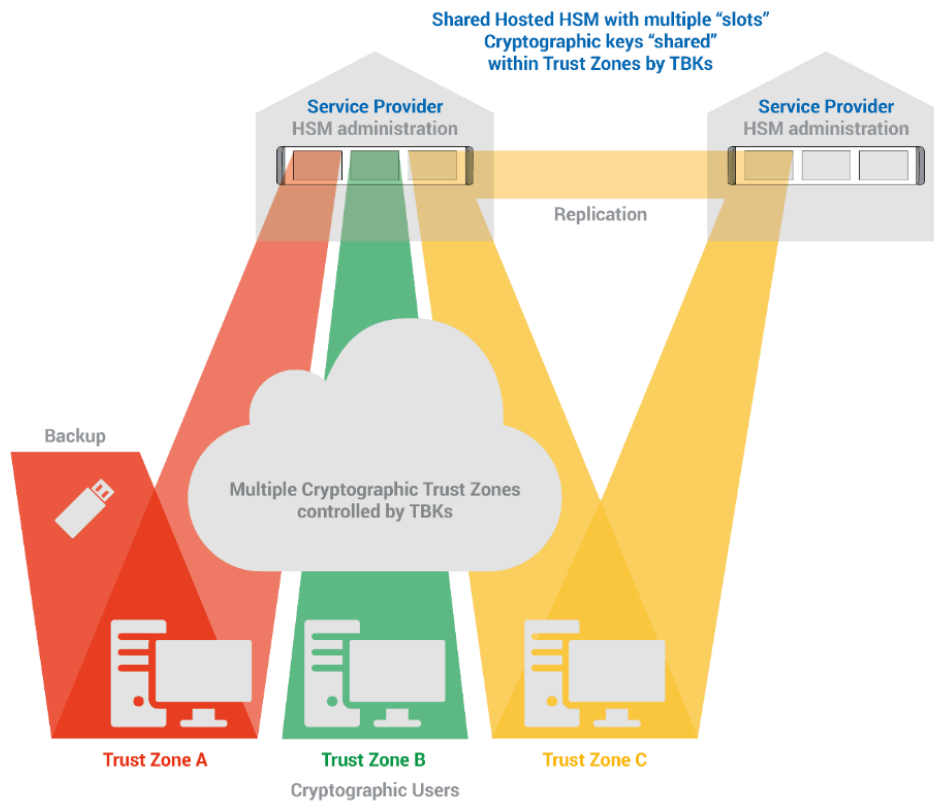 Shared Hosted HSM with multiple “slots”
Cryptographic keys “shared”
within Trust Zones by TBKs
Service Provider
HSM administration
Service Provider
HSM administration
Replication
Backup
Multiple Cryptographic Trust Zones
controlled by TBKs
Trust Zone A
Trust Zone B
Trust Zone C
Cryptographic Users